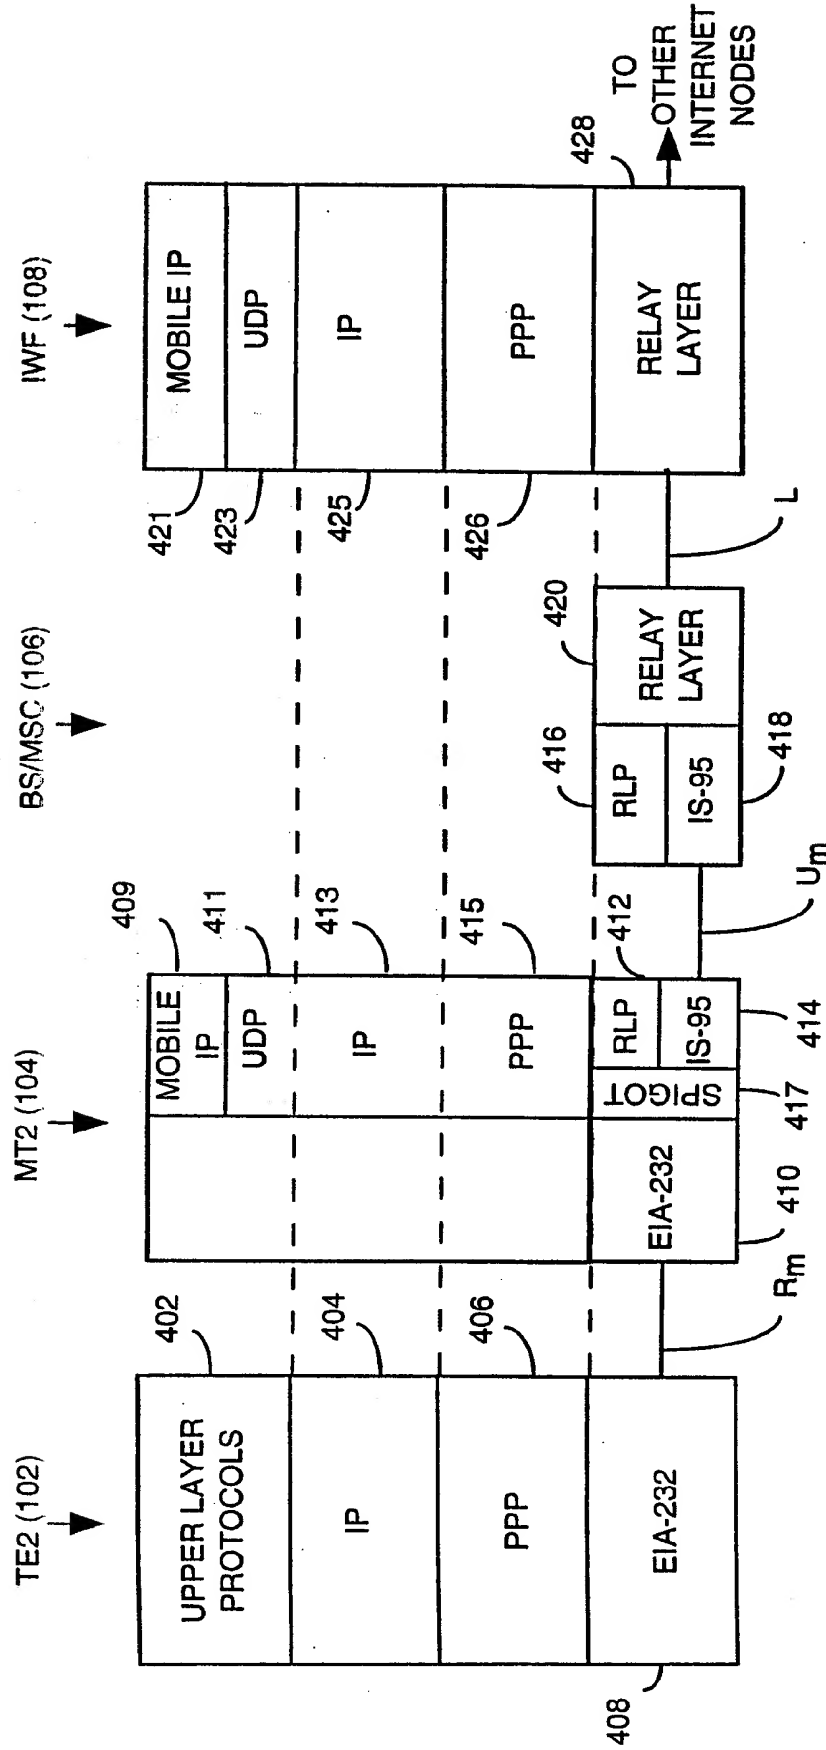 TE2 (102)
MT2 (104)
BS/MSC (106)
IWF (108)
UPPER LAYER
PROTOCOLS
402
IP
404
PPP
406
EIA-232
408
Rm
MOBILE
IP
409
UDP
411
IP
413
PPP
415
EIA-232
410
SPIGOT
417
RLP
412
IS-95
414
Um
RLP
416
IS-95
418
RELAY
LAYER
420
L
MOBILE IP
421
UDP
423
IP
425
PPP
426
RELAY
LAYER
428
TO
OTHER
INTERNET
NODES